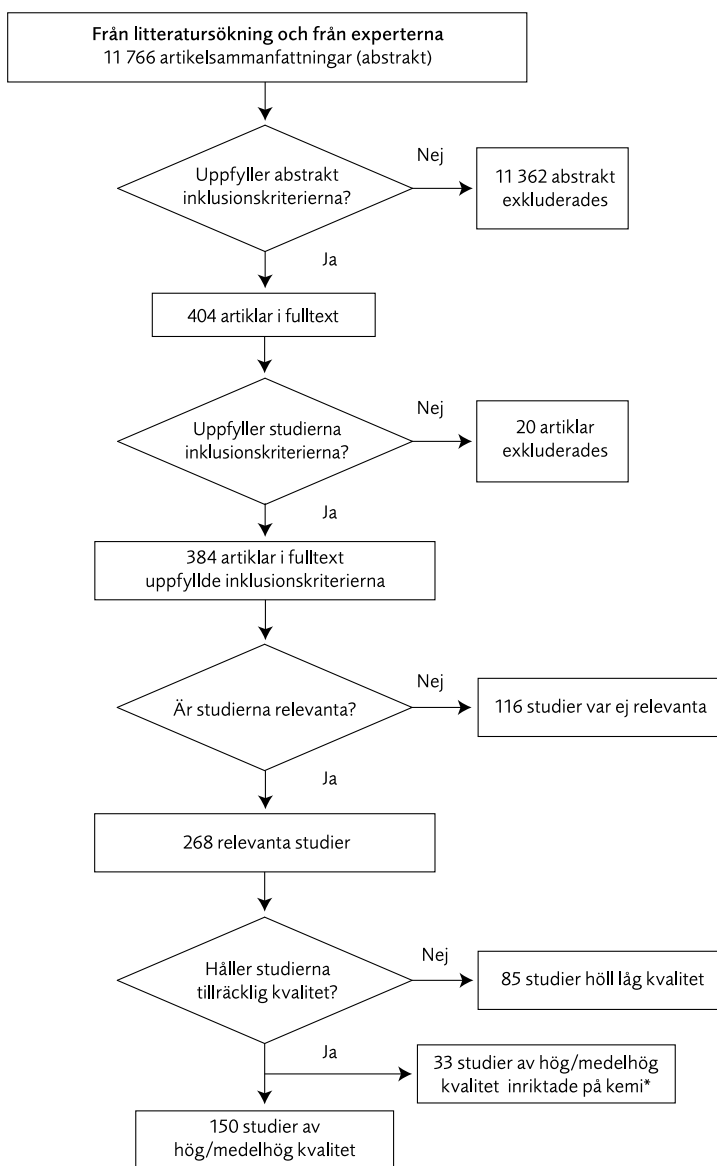 Från litteratursökning och från experterna
11 766 artikelsammanfattningar (abstrakt)
Uppfyller abstrakt
inklusionskriterierna?
Nej
11 362 abstrakt
exkluderades
Ja
404 artiklar i fulltext
Uppfyller studierna
inklusionskriterierna?
Nej
20 artiklar
exkluderades
Ja
384 artiklar i fulltext
uppfyllde inklusionskriterierna
Är studierna relevanta?
Nej
116 studier var ej relevanta
Ja
268 relevanta studier
Håller studierna
tillräcklig kvalitet?
Nej
85 studier höll låg kvalitet
Ja
33 studier av hög/medelhög
kvalitet inriktade på kemi*
150 studier av
hög/medelhög kvalitet